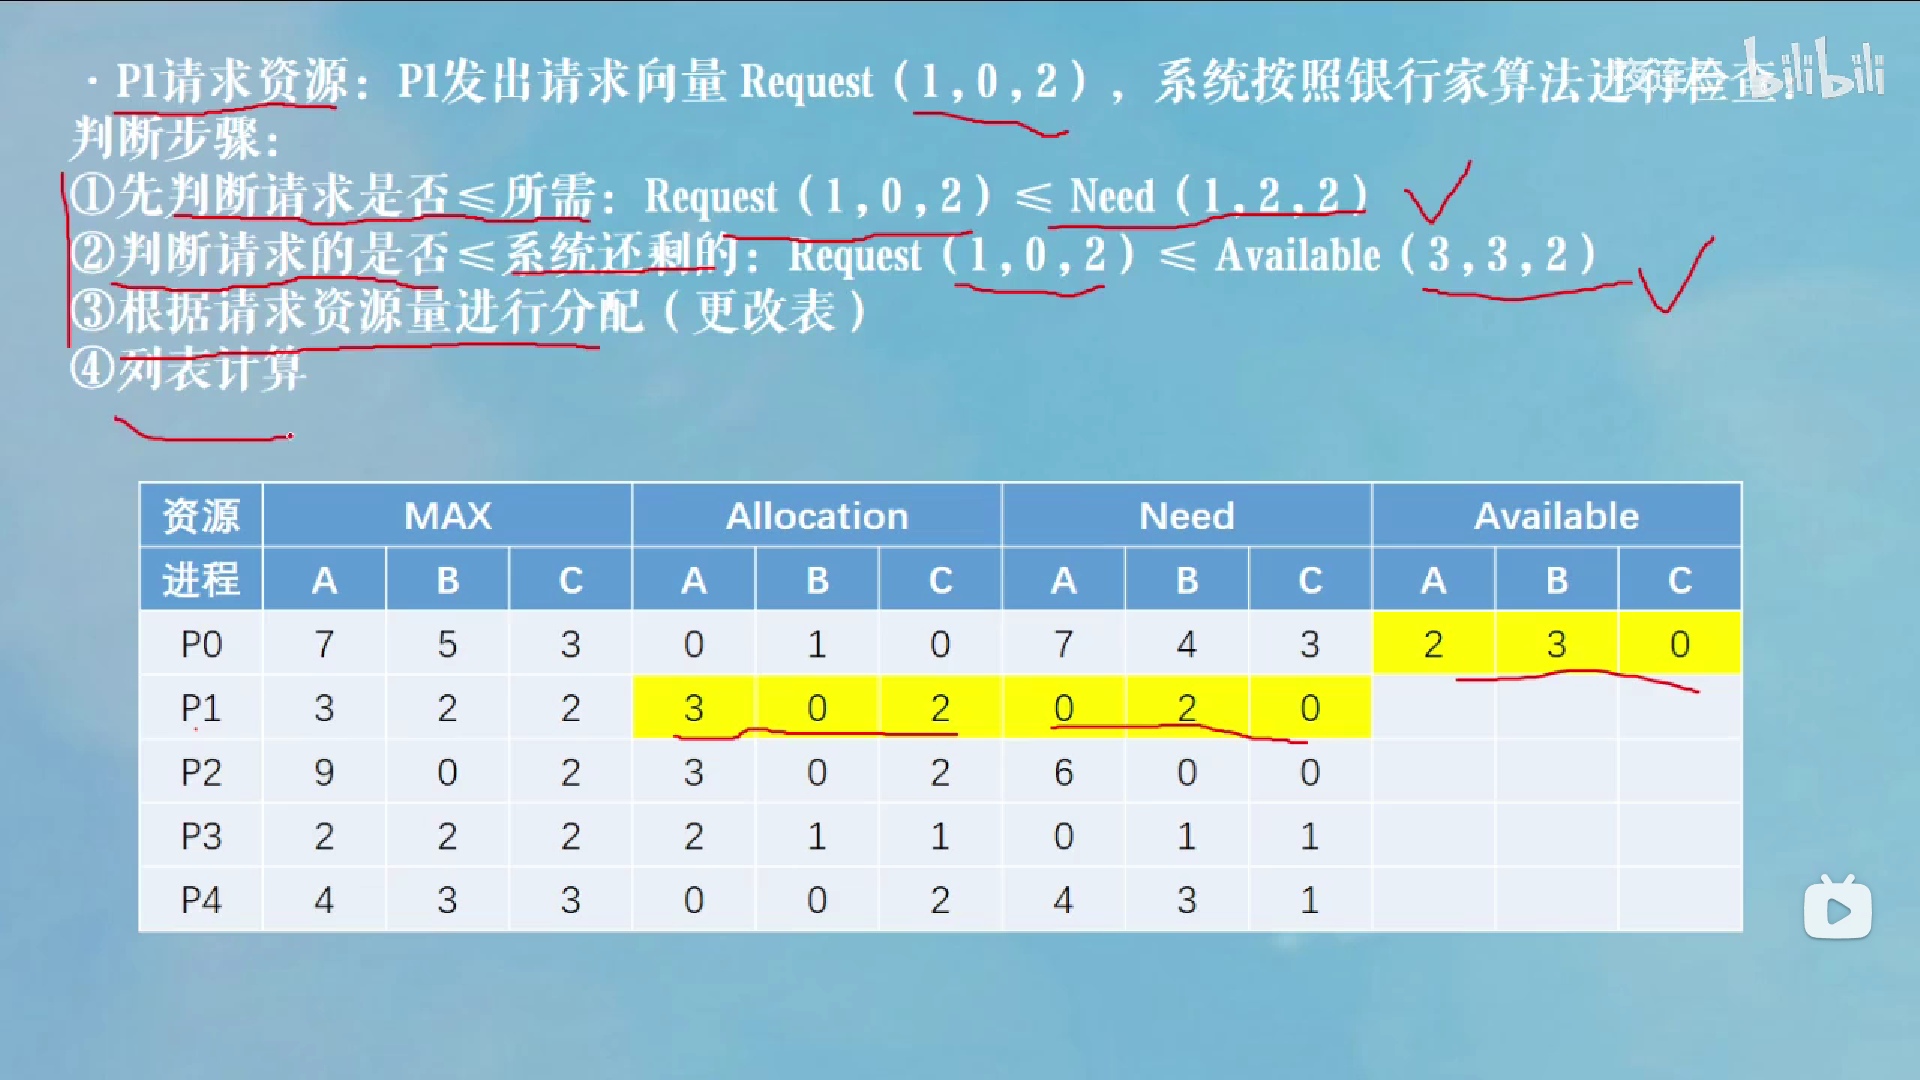 ·P1请求资源：P1发出请求向量Request（1,0,2），系统按照银行家算法进行检查：
bilibili
判断步骤：
①先判断请求是否≤所需：Request（1,0,2）≤ Need（1,2,2）
②判断请求的是否≤系统还剩的：Request（1,0,2）≤ Available（3,3,2）
③根据请求资源量进行分配（更改表）
④列表计算
资源 MAX Allocation Need Available
进程 A B C A B C A B C A B C
P0 7 5 3 0 1 0 7 4 3 2 3 0
P1 3 2 2 3 0 2 0 2 0
P2 9 0 2 3 0 2 6 0 0
P3 2 2 2 2 1 1 0 1 1
P4 4 3 3 0 0 2 4 3 1